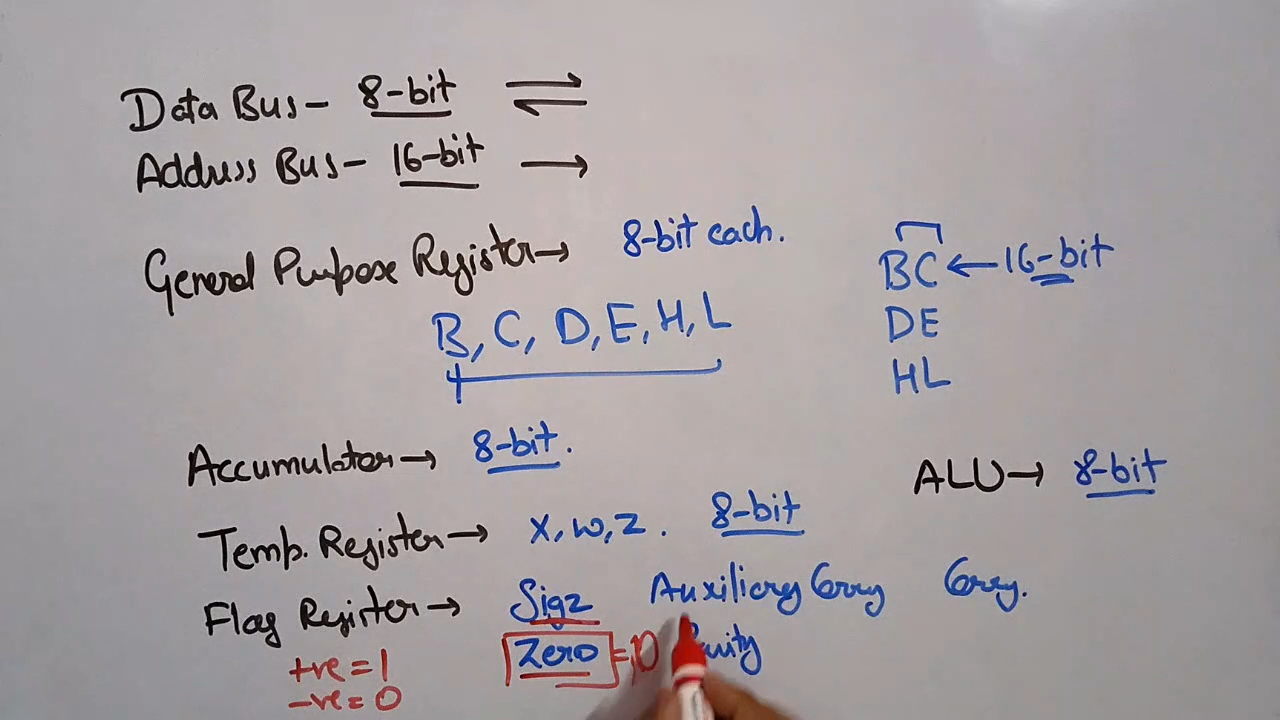 Data Bus- 8-bit ⇌
Address Bus- 16-bit →
General Purpose Register→ 8-bit each.
BC ← 16-bit
B, C, D, E, H, L
DE
HL
Accumulator→ 8-bit.
ALU→ 8-bit
Temp. Register→ X, W, Z. 8-bit
Flag Register→ Sign Auxiliary Carry Carry.
Zero =
+ve = 1
-ve = 0